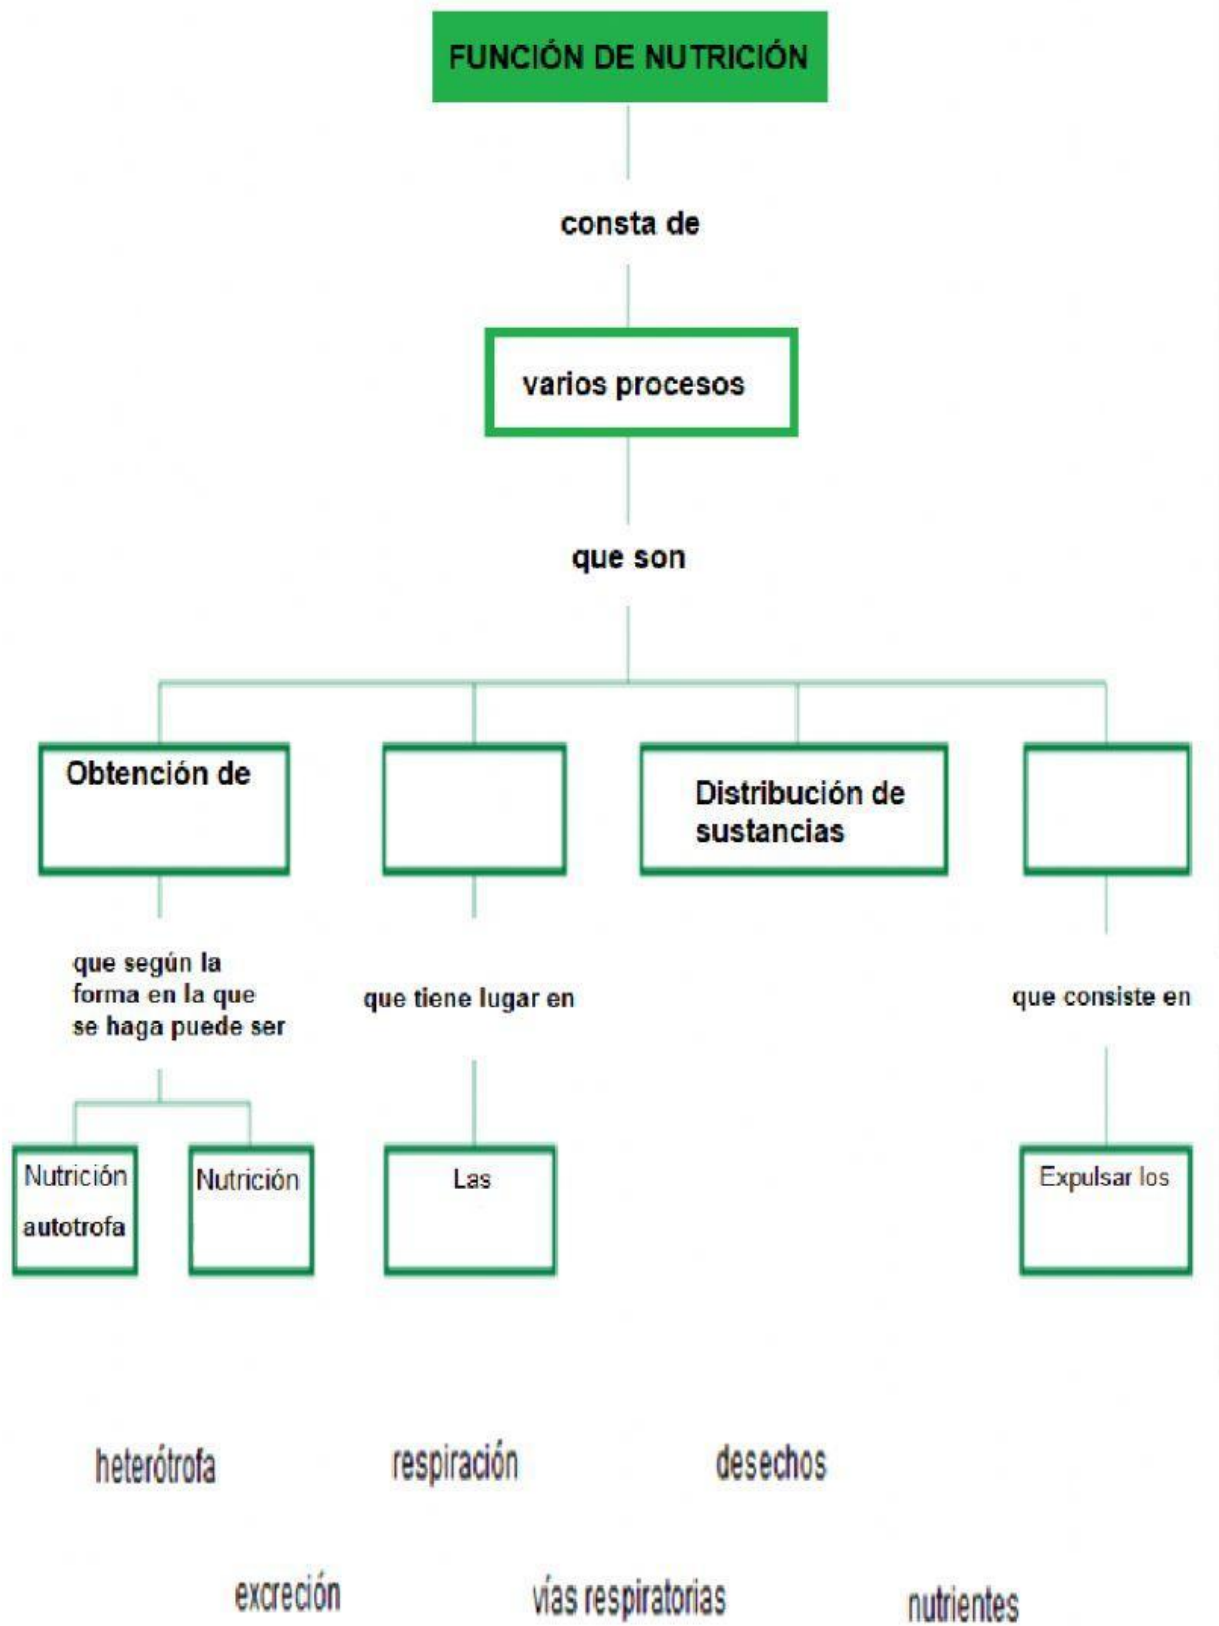 FUNCIÓN DE NUTRICIÓN
consta de
varios procesos
que son
Obtención de
Distribución de
sustancias
que según la
forma en la que
se haga puede ser
que tiene lugar en
que consiste en
Nutrición
autotrofa
Nutrición
Las
Expulsar los
heterótrofa
respiración
desechos
excreción
vías respiratorias
nutrientes